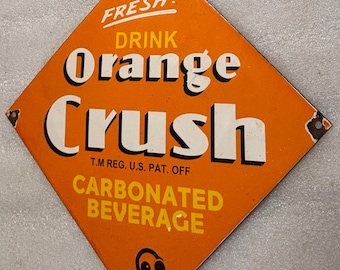 FRESH!
DRINK
Orange
Crush
T.M REG. U.S. PAT. OFF
CARBONATED
BEVERAGE